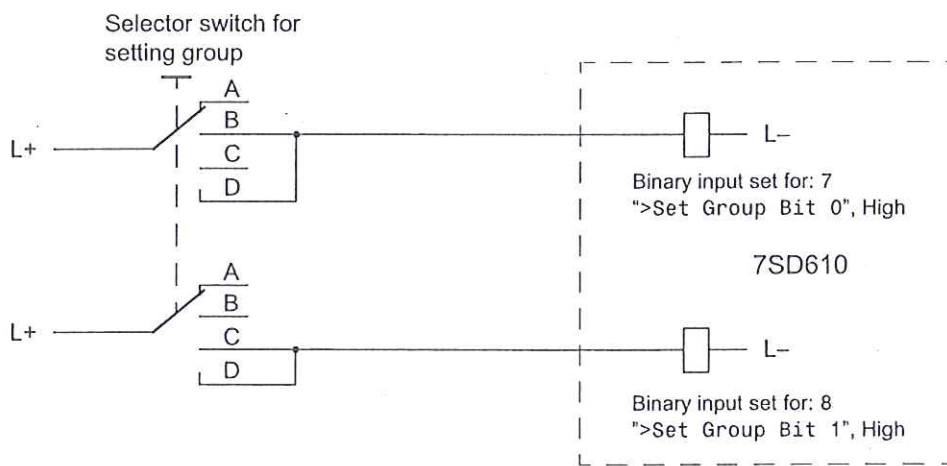 Selector switch for
setting group
A
B
L+
L–
C
D
Binary input set for: 7
">Set Group Bit 0", High
7SD610
A
B
L+
C
L–
D
Binary input set for: 8
">Set Group Bit 1", High